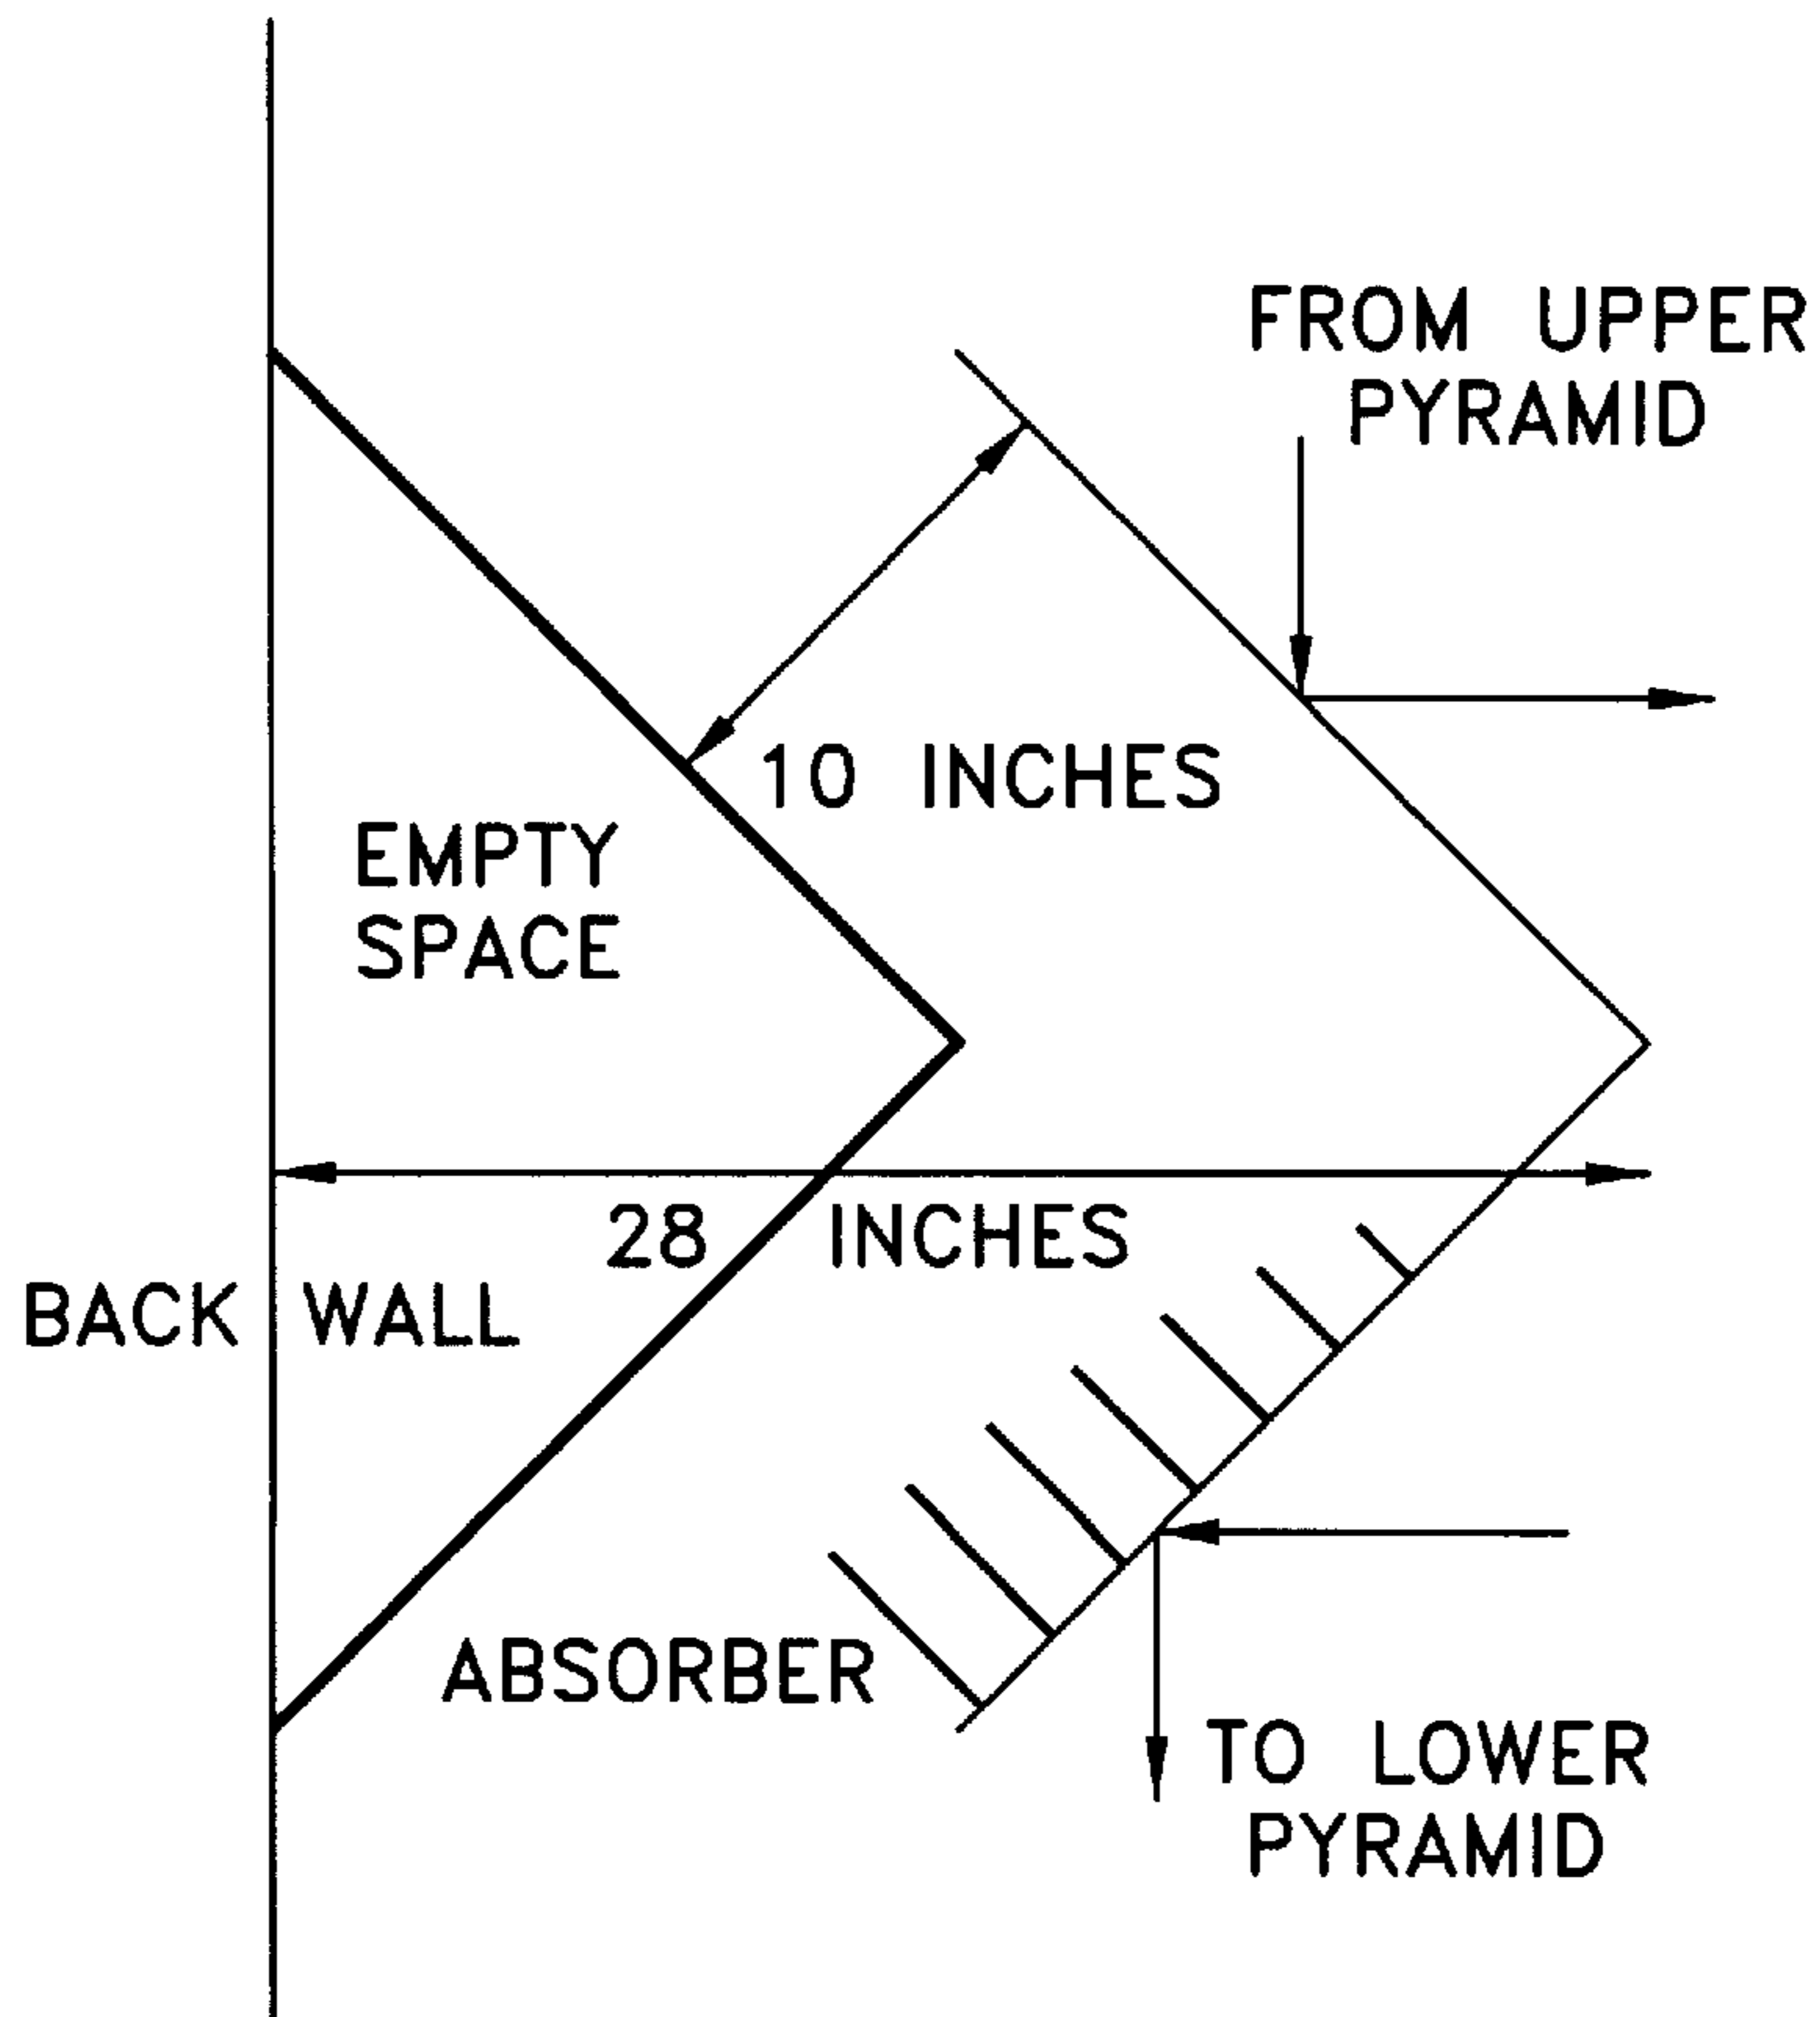 FROM UPPER
PYRAMID
10 INCHES
EMPTY
SPACE
28 INCHES
BACK WALL
ABSORBER
TO LOWER
PYRAMID